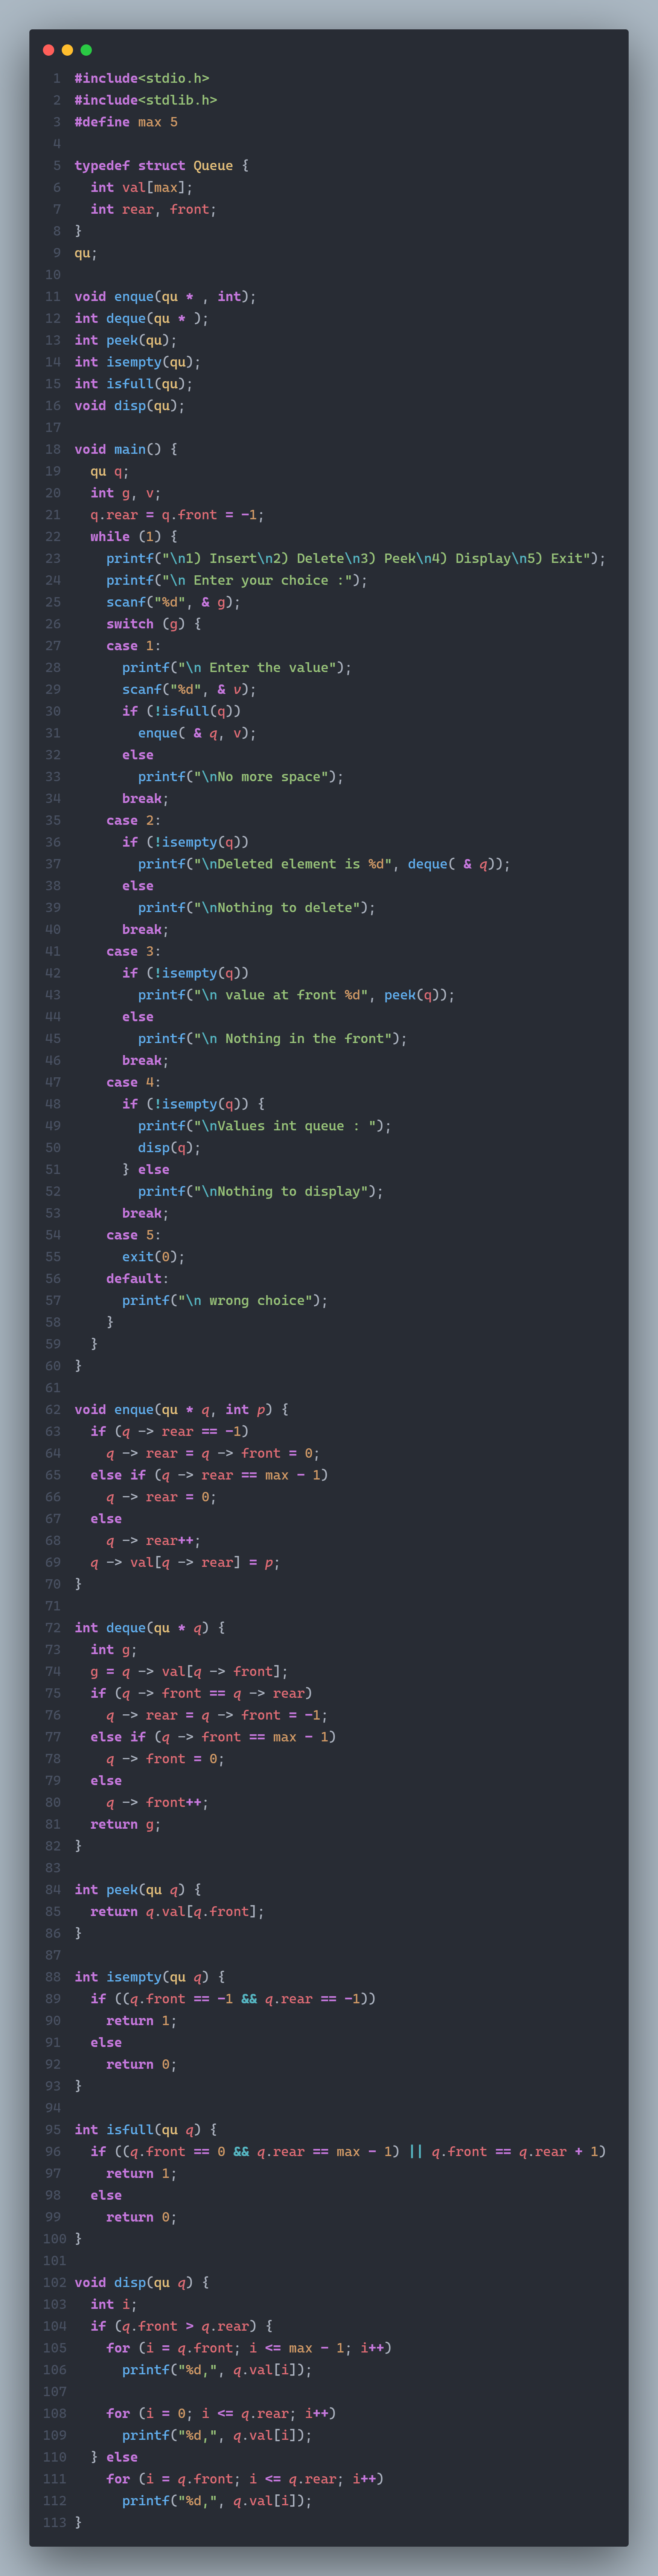 1 #include<stdio.h>
2 #include<stdlib.h>
3 #define max 5
4
5 typedef struct Queue {
6   int val[max];
7   int rear, front;
8 }
9 qu;
10
11 void enque(qu * , int);
12 int deque(qu * );
13 int peek(qu);
14 int isempty(qu);
15 int isfull(qu);
16 void disp(qu);
17
18 void main() {
19   qu q;
20   int g, v;
21   q.rear = q.front = -1;
22   while (1) {
23     printf("\n1) Insert\n2) Delete\n3) Peek\n4) Display\n5) Exit");
24     printf("\n Enter your choice :");
25     scanf("%d", & g);
26     switch (g) {
27     case 1:
28       printf("\n Enter the value");
29       scanf("%d", & v);
30       if (!isfull(q))
31         enque( & q, v);
32       else
33         printf("\nNo more space");
34       break;
35     case 2:
36       if (!isempty(q))
37         printf("\nDeleted element is %d", deque( & q));
38       else
39         printf("\nNothing to delete");
40       break;
41     case 3:
42       if (!isempty(q))
43         printf("\n value at front %d", peek(q));
44       else
45         printf("\n Nothing in the front");
46       break;
47     case 4:
48       if (!isempty(q)) {
49         printf("\nValues int queue : ");
50         disp(q);
51       } else
52         printf("\nNothing to display");
53       break;
54     case 5:
55       exit(0);
56     default:
57       printf("\n wrong choice");
58     }
59   }
60 }
61
62 void enque(qu * q, int p) {
63   if (q -> rear == -1)
64     q -> rear = q -> front = 0;
65   else if (q -> rear == max - 1)
66     q -> rear = 0;
67   else
68     q -> rear++;
69   q -> val[q -> rear] = p;
70 }
71
72 int deque(qu * q) {
73   int g;
74   g = q -> val[q -> front];
75   if (q -> front == q -> rear)
76     q -> rear = q -> front = -1;
77   else if (q -> front == max - 1)
78     q -> front = 0;
79   else
80     q -> front++;
81   return g;
82 }
83
84 int peek(qu q) {
85   return q.val[q.front];
86 }
87
88 int isempty(qu q) {
89   if ((q.front == -1 && q.rear == -1))
90     return 1;
91   else
92     return 0;
93 }
94
95 int isfull(qu q) {
96   if ((q.front == 0 && q.rear == max - 1) || q.front == q.rear + 1)
97     return 1;
98   else
99     return 0;
100 }
101
102 void disp(qu q) {
103   int i;
104   if (q.front > q.rear) {
105     for (i = q.front; i <= max - 1; i++)
106       printf("%d,", q.val[i]);
107
108     for (i = 0; i <= q.rear; i++)
109       printf("%d,", q.val[i]);
110   } else
111     for (i = q.front; i <= q.rear; i++)
112       printf("%d,", q.val[i]);
113 }